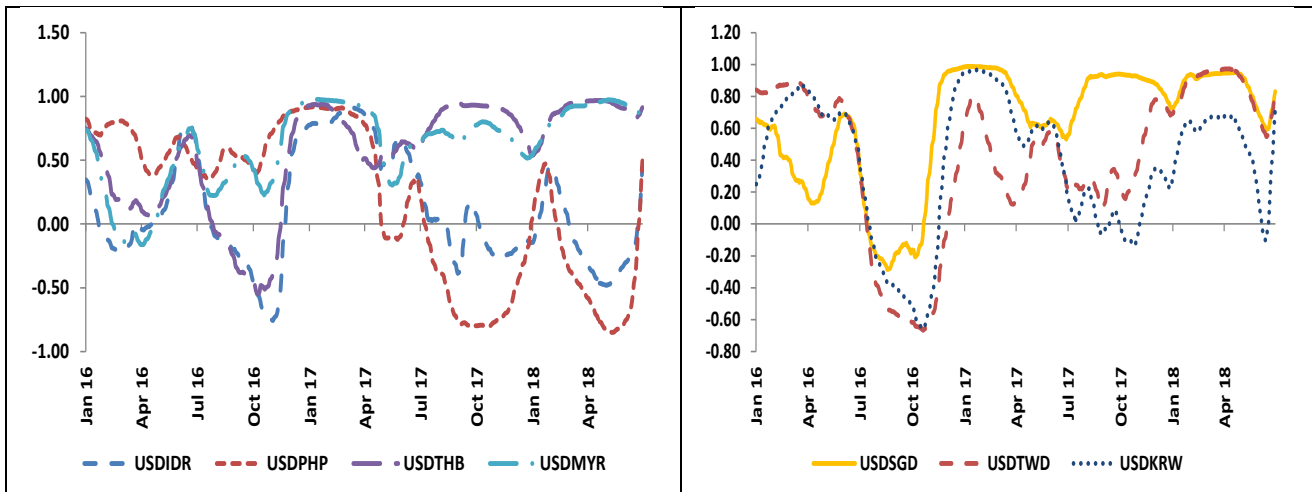 1.50
1.00
0.50
0.00
-0.50
-1.00
Jan 16
Apr 16
Jul 16
Oct 16
Jan 17
Apr 17
Jul 17
Oct 17
Jan 18
Apr 18
USDIDR USDPHP USDTHB USDMYR
1.20
1.00
0.80
0.60
0.40
0.20
0.00
-0.20
-0.40
-0.60
-0.80
Jan 16
Apr 16
Jul 16
Oct 16
Jan 17
Apr 17
Jul 17
Oct 17
Jan 18
Apr 18
USDSGD USDTWD USDKRW